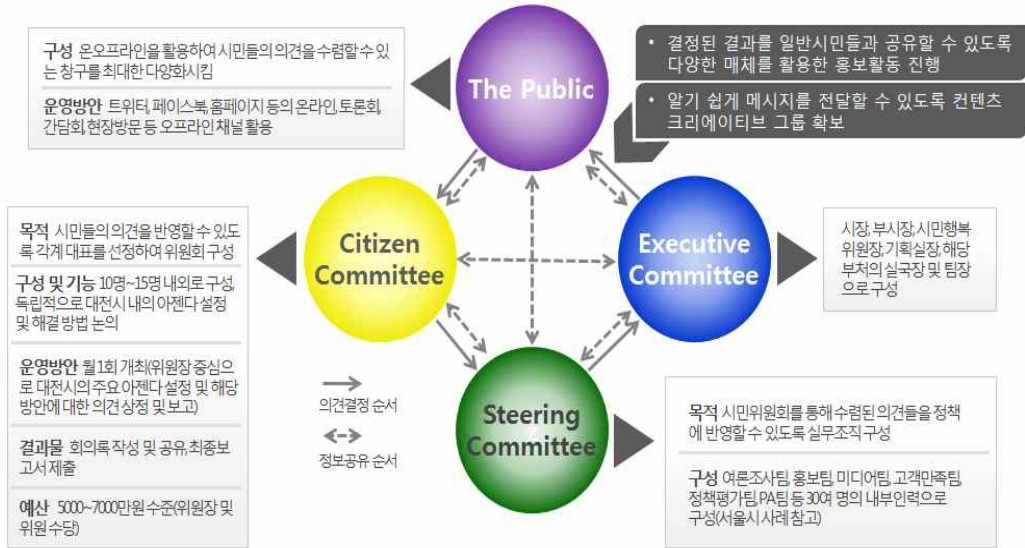 구성 온오프라인을 활용하여 시민들의 의견을 수렴할 수 있
는 창구를 최대한 다양화시킴
운영방안 트위터, 페이스북, 홈페이지 등의 온라인, 토론회,
간담회, 현장방문 등 오프라인 채널 활용
The Public
• 결정된 결과를 일반시민들과 공유할 수 있도록
다양한 매체를 활용한 홍보활동 진행
• 알기 쉽게 메시지를 전달할 수 있도록 컨텐츠
크리에이티브 그룹 확보
목적 시민들의 의견을 반영할 수 있도
록 각계 대표를 선정하여 위원회 구성
구성 및 기능 10명~15명 내외로 구성,
독립적으로 대전시 내의 아젠다 설정
및 해결 방법 논의
운영방안 월1회 개최(위원장 중심으
로 대전시의 주요 아젠다 설정 및 해당
방안에 대한 의견 상정 및 보고)
결과물 회의록 작성 및 공유, 최종보
고서 제출
예산 5000~7000만원 수준(위원장 및
위원 수당)
Citizen
Committee
Executive
Committee
시장, 부시장, 시민행복
위원장, 기획실장, 해당
부처의 실국장 및 팀장
으로 구성
의견결정 순서
정보공유 순서
Steering
Committee
목적 시민위원회를 통해 수렴된 의견들을 정책
에 반영할 수 있도록 실무조직 구성
구성 여론조사팀, 홍보팀, 미디어팀, 고객만족팀,
정책평가팀, PA팀 등 30여 명의 내부인력으로
구성(서울시 사례 참고)